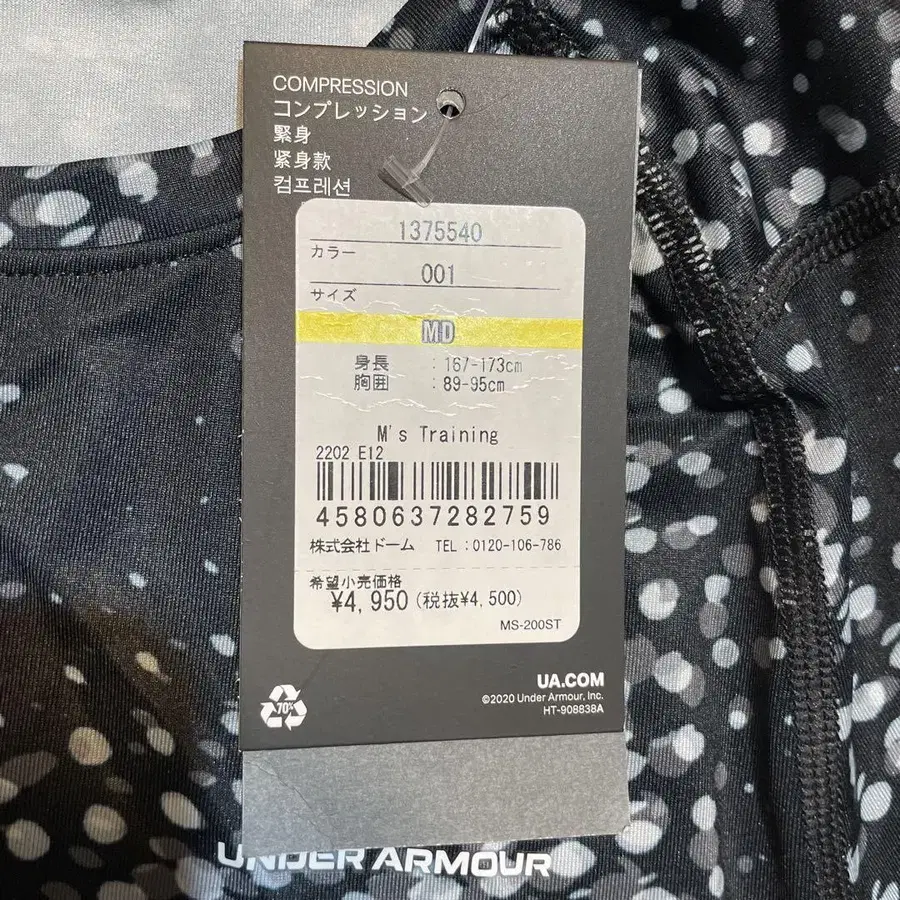 COMPRESSION
コンプレッション
緊身
紧身款
컴프레션
1375540
カラー
001
サイズ
MD
身長 : 167-173cm
胸囲 : 89-95cm
M's Training
2202 E12
4580637282759
株式会社ドーム TEL:0120-106-786
希望小売価格
¥4,950 (税抜¥4,500)
MS-200ST
UA.COM
©2020 Under Armour, Inc.
HT-908838A
70%
UNDER ARMOUR